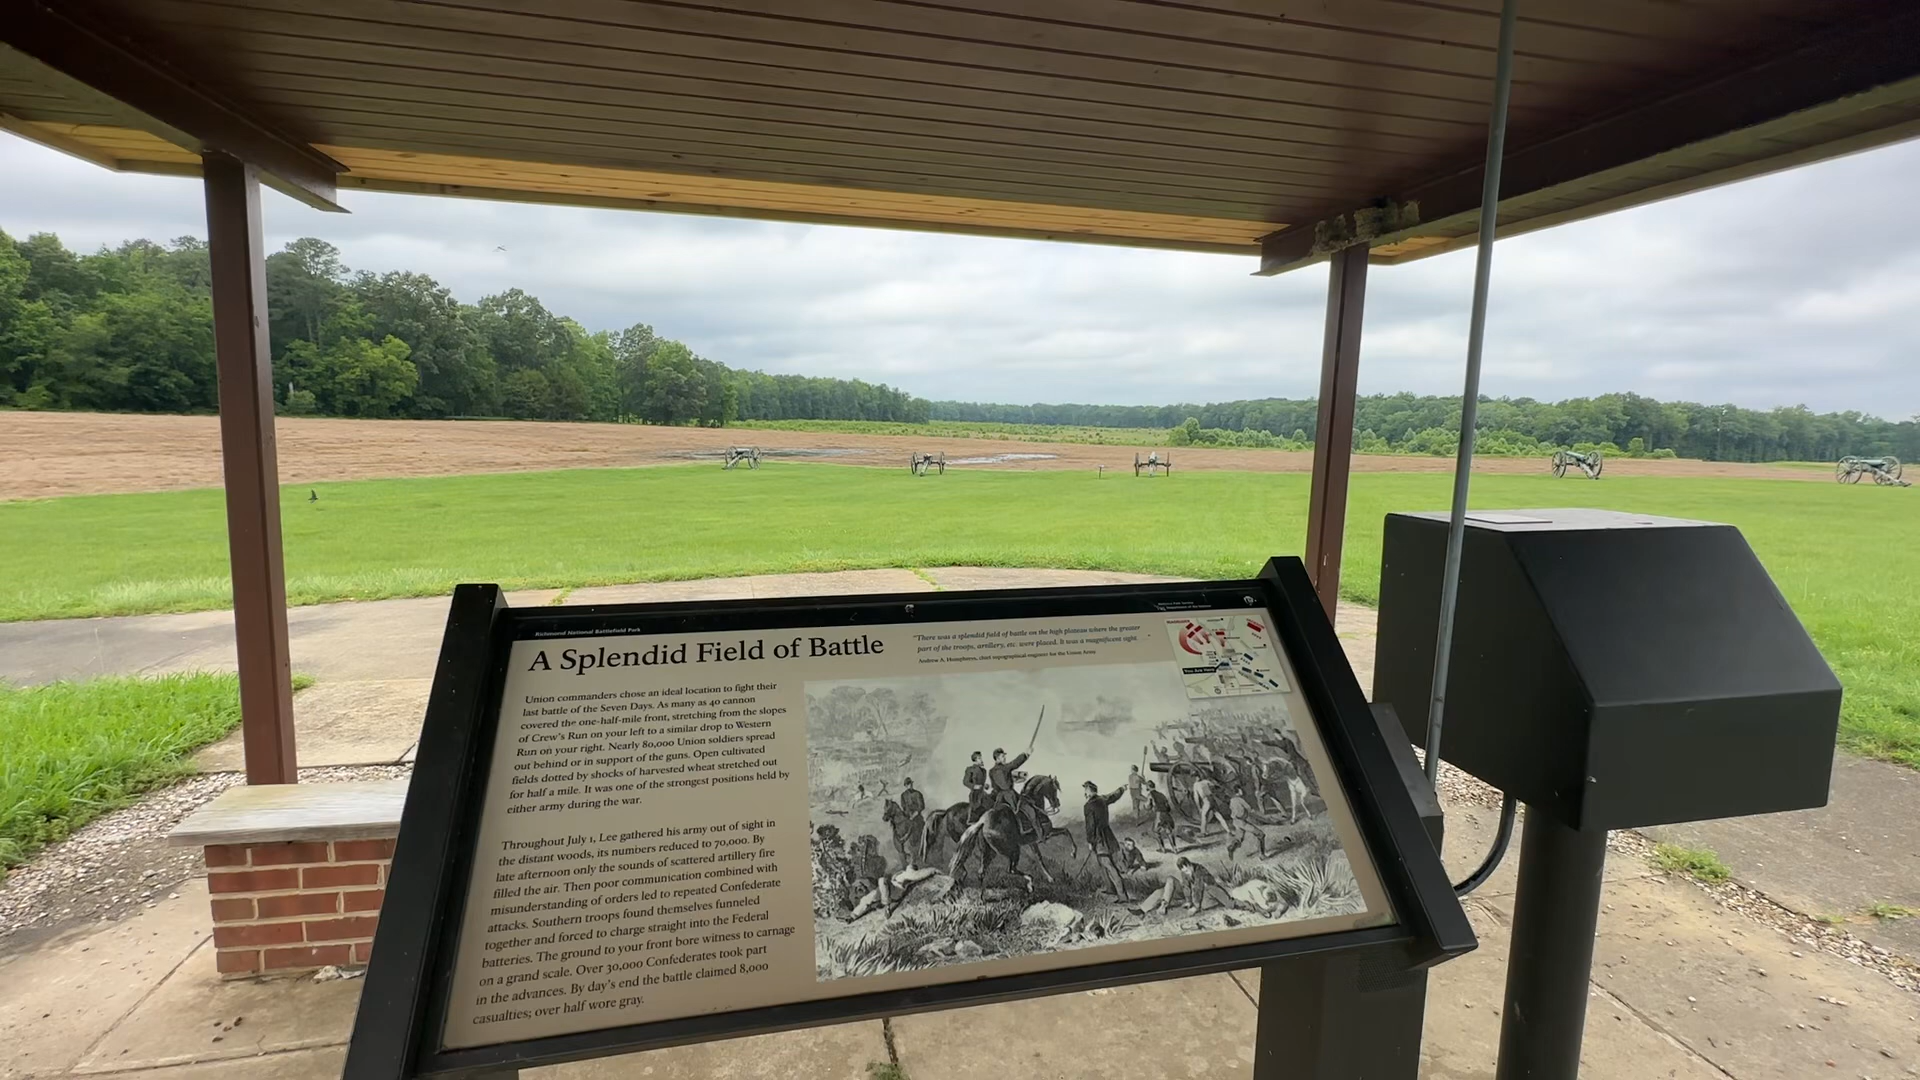 Richmond National Battlefield Park
A Splendid Field of Battle
"There was a splendid field of battle on the high plateau where the greater
part of the troops, artillery, etc. were placed. It was a magnificent sight.
Andrew A. Humphreys, chief topographical engineer for the Union Army
Union commanders chose an ideal location to fight their
last battle of the Seven Days. As many as 40 cannon
covered the one-half-mile front, stretching from the slopes
of Crew's Run on your left to a similar drop to Western
Run on your right. Nearly 80,000 Union soldiers spread
out behind or in support of the guns. Open cultivated
fields dotted by shocks of harvested wheat stretched out
for half a mile. It was one of the strongest positions held by
either army during the war.
Throughout July 1, Lee gathered his army out of sight in
the distant woods, its numbers reduced to 70,000. By
late afternoon only the sounds of scattered artillery fire
filled the air. Then poor communication combined with
misunderstanding of orders led to repeated Confederate
attacks. Southern troops found themselves funneled
together and forced to charge straight into the Federal
batteries. The ground to your front bore witness to carnage
on a grand scale. Over 30,000 Confederates took part
in the advances. By day's end the battle claimed 8,000
casualties; over half wore gray.
You Are Here